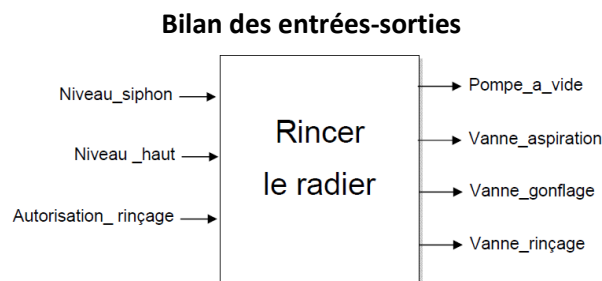 Bilan des entrées-sorties
Niveau_siphon
Niveau _haut
Autorisation_ rinçage
Rincer
le radier
Pompe_a_vide
Vanne_aspiration
Vanne_gonflage
Vanne_rinçage